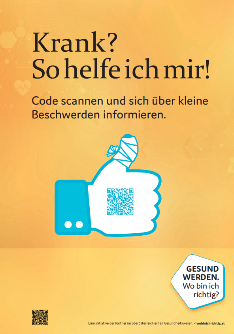 Krank?
So helfe ich mir!
Code scannen und sich über kleine
Beschwerden informieren.
GESUND
WERDEN.
Wo bin ich
richtig?